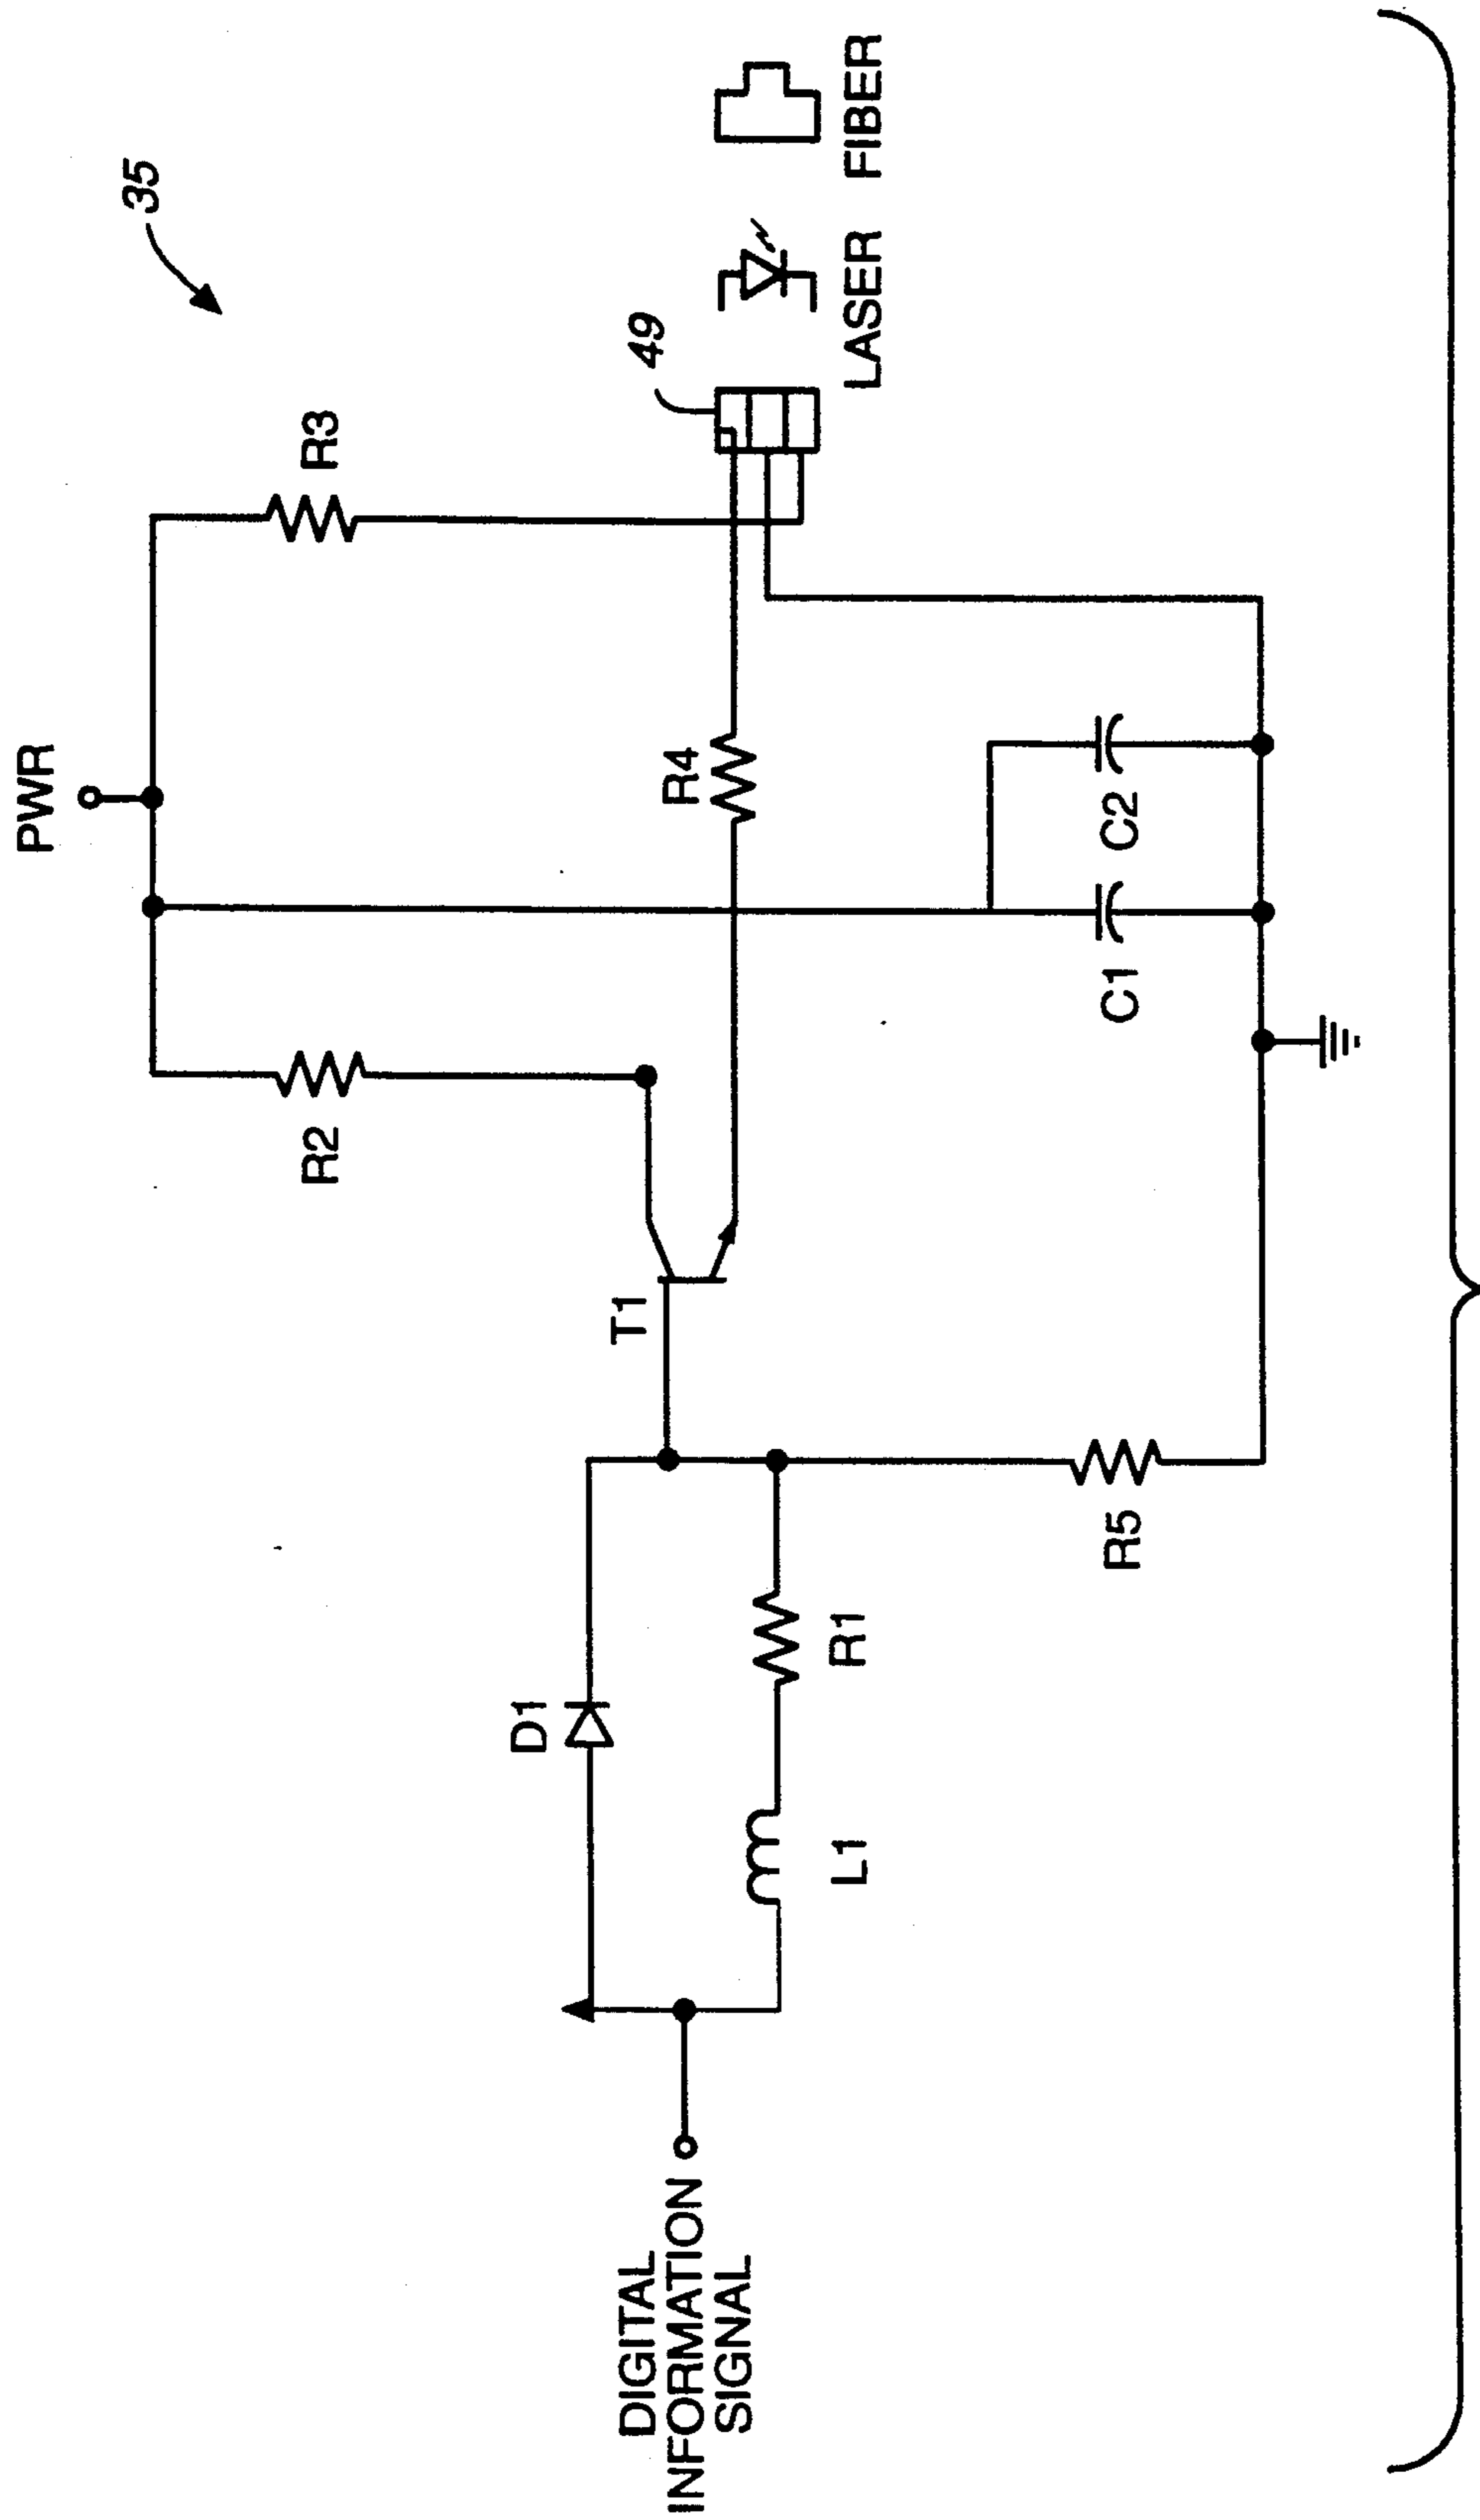 PWR
35
R3
R2
49
R4
T1
D1
LASER
FIBER
DIGITAL
INFORMATION
SIGNAL
L1
R1
R5
C1
C2